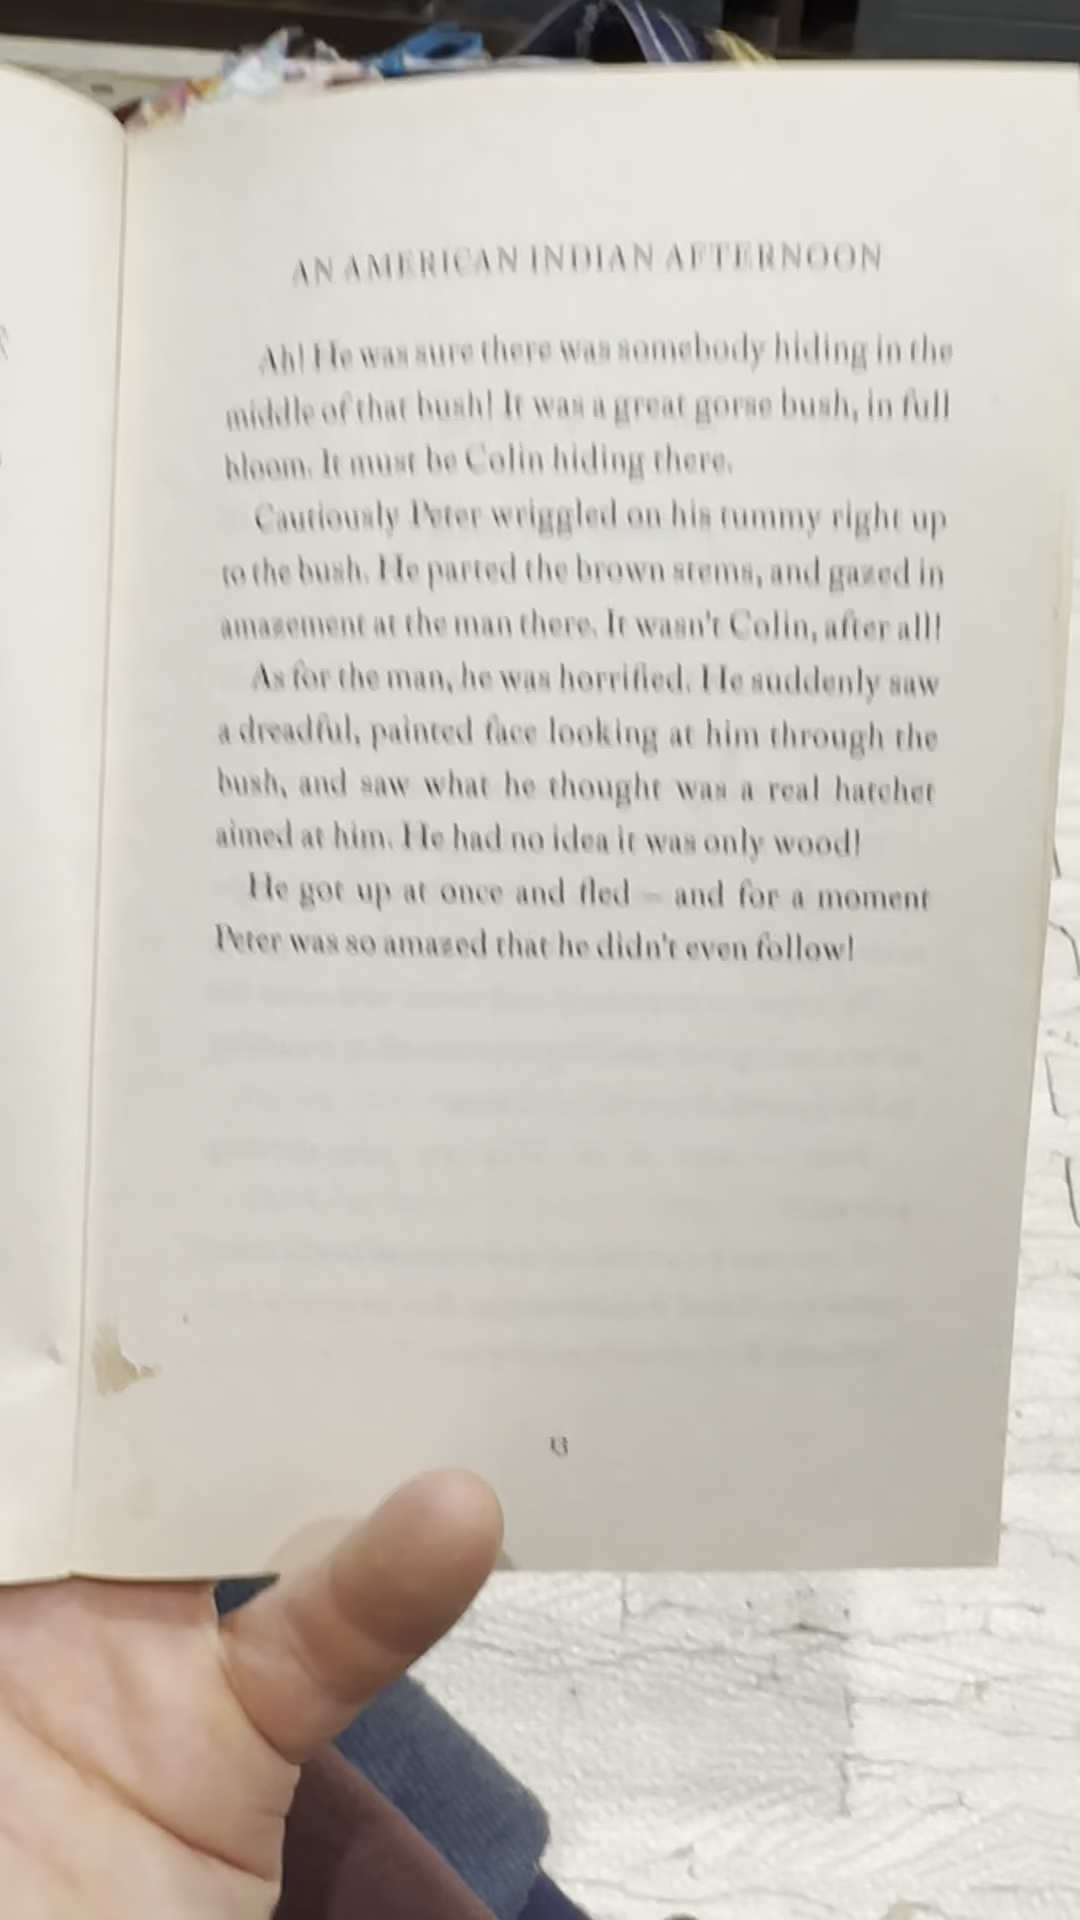 AN AMERICAN INDIAN AFTERNOON
Ah! He was sure there was somebody hiding in the
middle of that bush! It was a great gorse bush, in full
bloom. It must be Colin hiding there.
Cautiously Peter wriggled on his tummy right up
to the bush. He parted the brown stems, and gazed in
amazement at the man there. It wasn't Colin, after all!
As for the man, he was horrified. He suddenly saw
a dreadful, painted face looking at him through the
bush, and saw what he thought was a real hatchet
aimed at him. He had no idea it was only wood!
He got up at once and fled – and for a moment
Peter was so amazed that he didn't even follow!
13